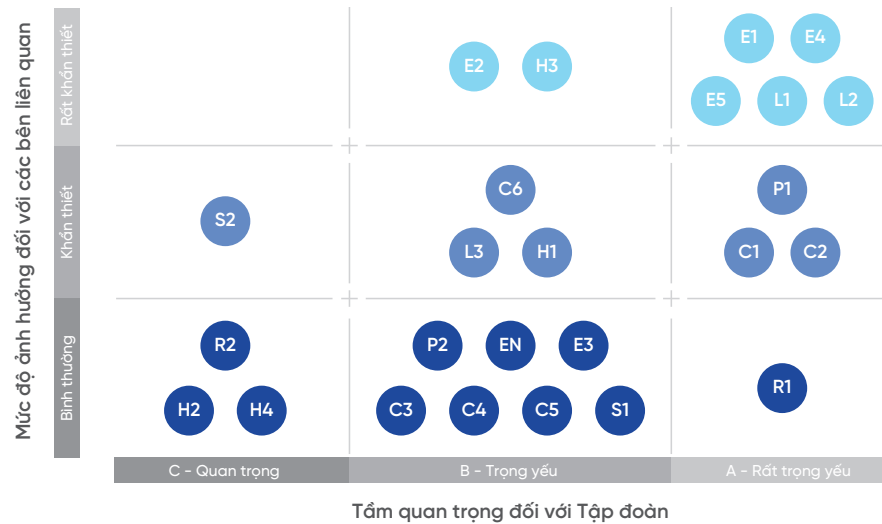 Mức độ ảnh hưởng đối với các bên liên quan
Rất khẩn thiết
Khẩn thiết
Bình thường
E2 H3
E1 E4
E5 L1 L2
S2
C6
L3 H1
P1
C1 C2
R2
H2 H4
P2 EN E3
C3 C4 C5 S1
R1
C - Quan trọng
B - Trọng yếu
A - Rất trọng yếu
Tầm quan trọng đối với Tập đoàn